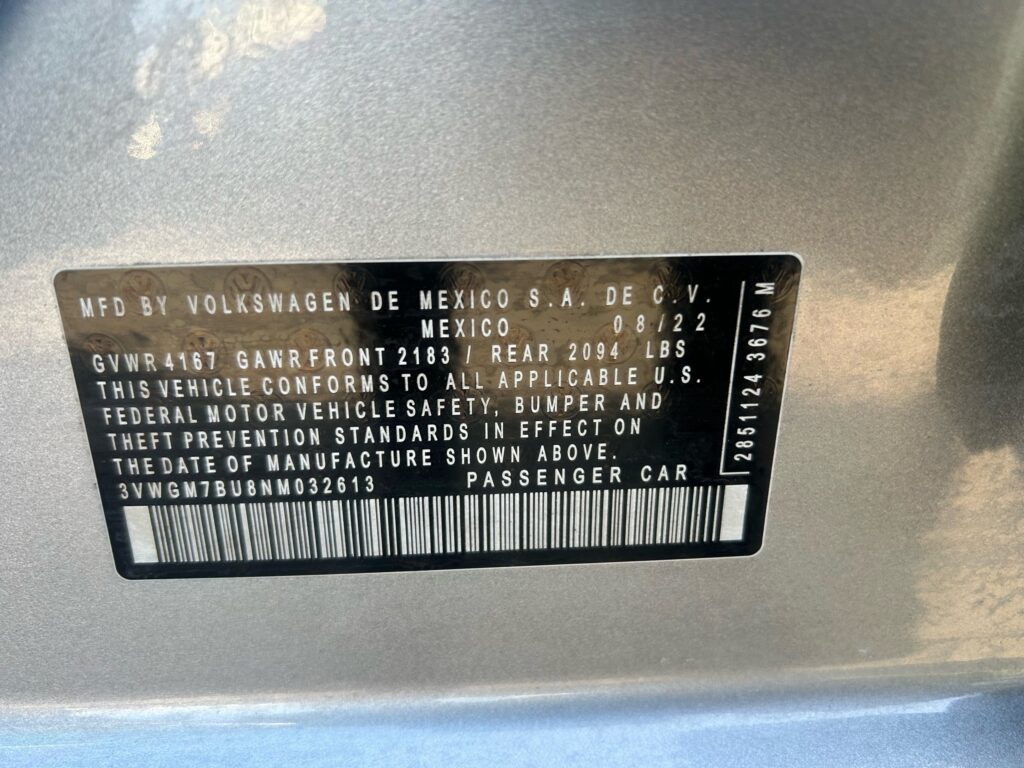 MFD BY VOLKSWAGEN DE MEXICO S.A. DE C.V.
MEXICO 08/22
GVWR 4167 GAWR FRONT 2183 / REAR 2094 LBS
THIS VEHICLE CONFORMS TO ALL APPLICABLE U.S.
FEDERAL MOTOR VEHICLE SAFETY, BUMPER AND
THEFT PREVENTION STANDARDS IN EFFECT ON
THE DATE OF MANUFACTURE SHOWN ABOVE.
3VWGM7BU8NM032613 PASSENGER CAR
2851124 3676 M